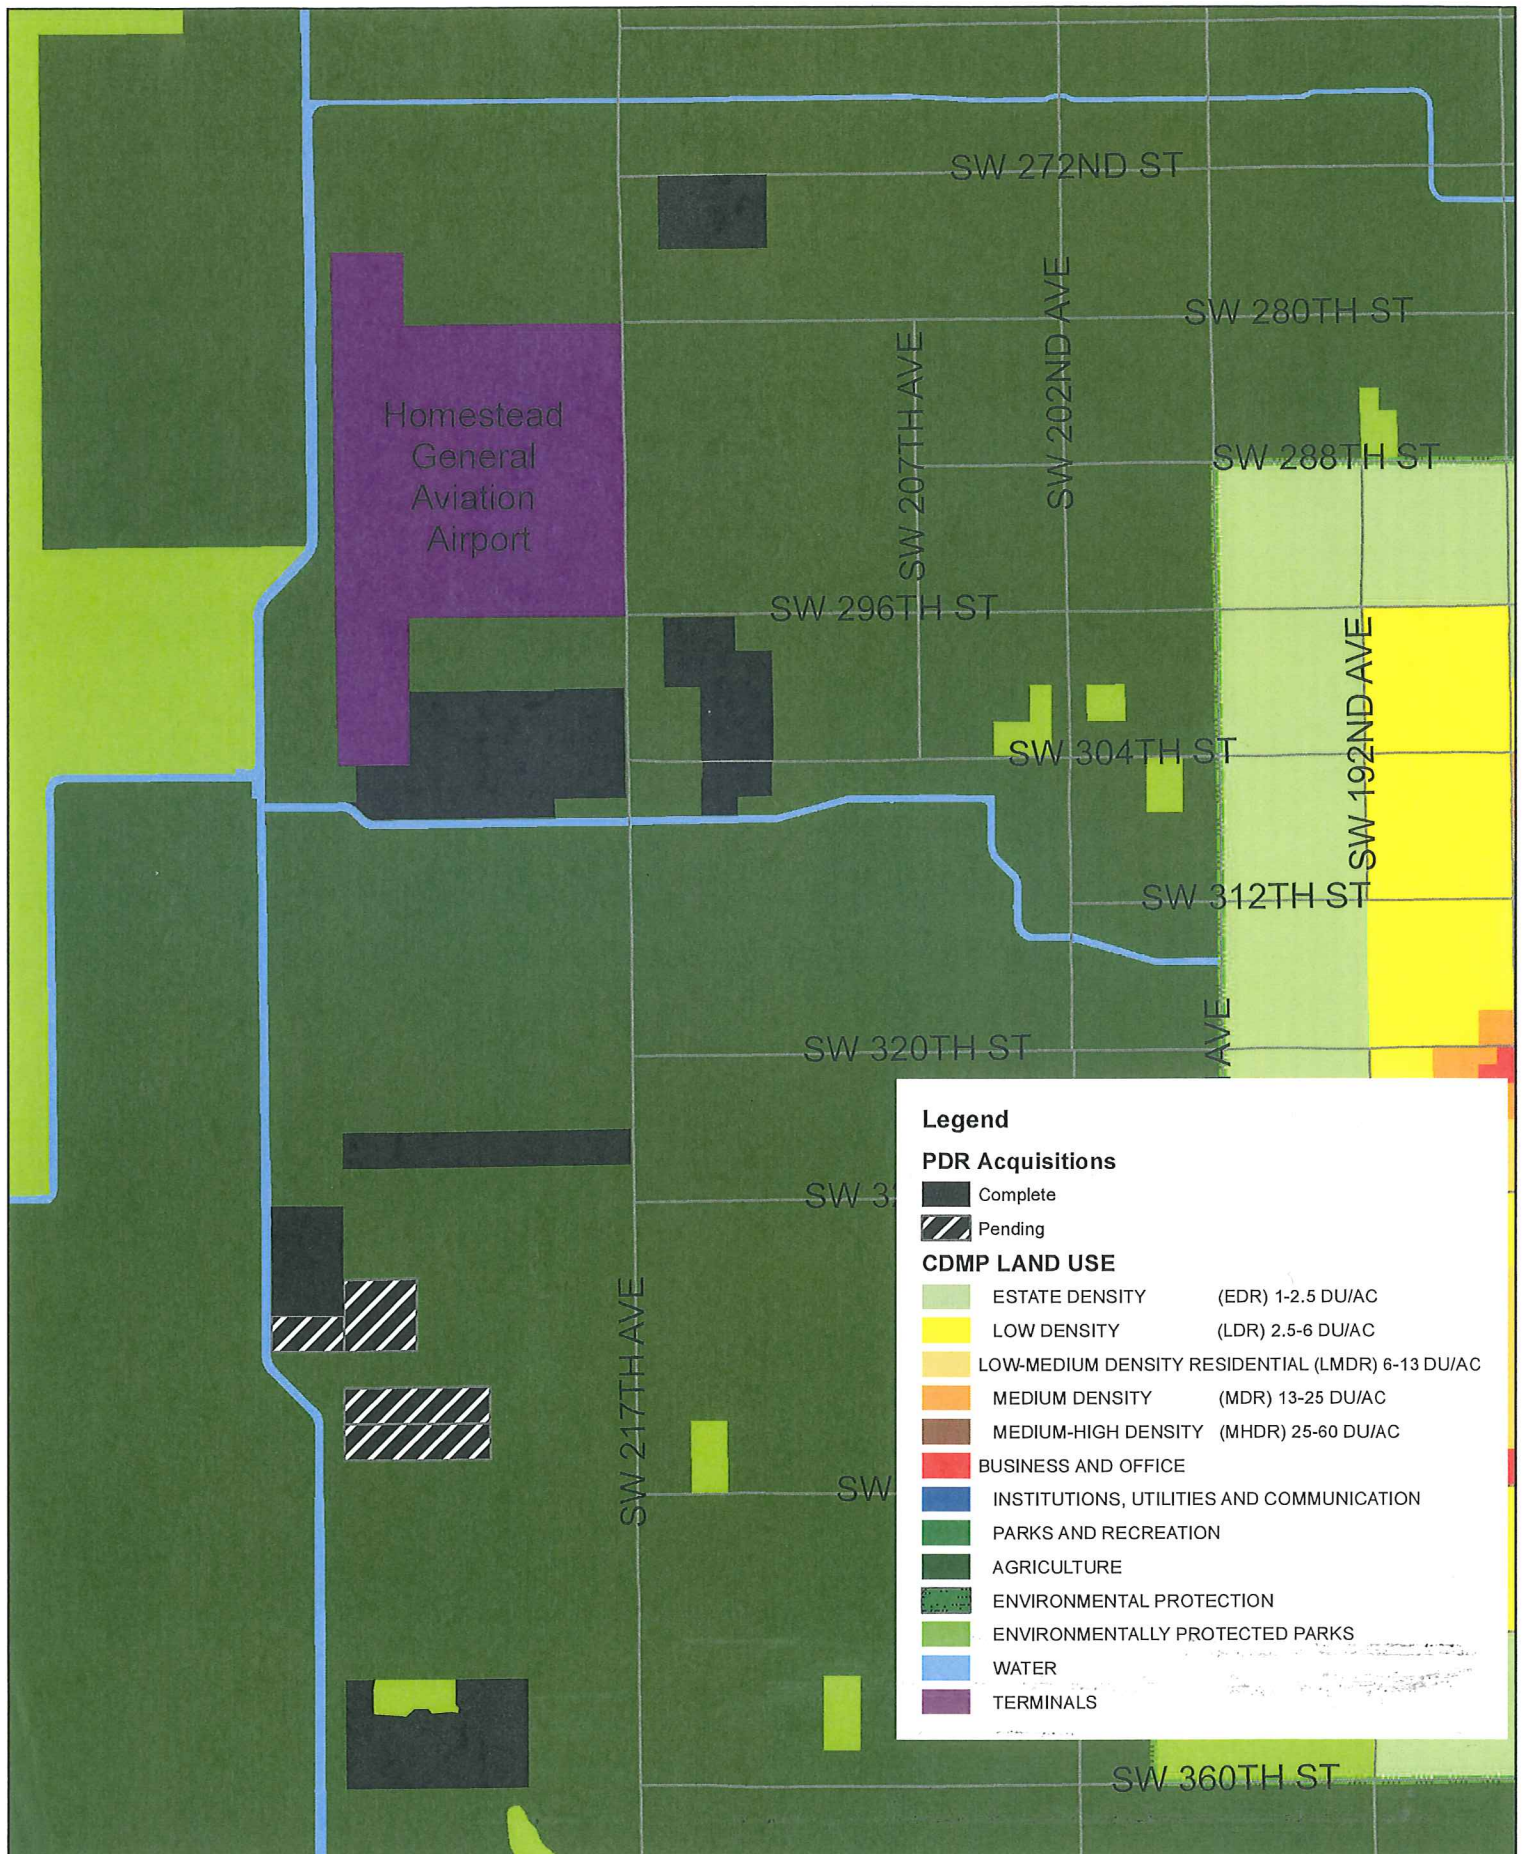 SW 272ND ST
SW 280TH ST
SW 202ND AVE
SW 207TH AVE
Homestead
General
Aviation
Airport
SW 288TH ST
SW 296TH ST
SW 192ND AVE
SW 304TH ST
SW 312TH ST
AVE
SW 320TH ST
SW 3
SW 217TH AVE
SW
Legend
PDR Acquisitions
Complete
Pending
CDMP LAND USE
ESTATE DENSITY (EDR) 1-2.5 DU/AC
LOW DENSITY (LDR) 2.5-6 DU/AC
LOW-MEDIUM DENSITY RESIDENTIAL (LMDR) 6-13 DU/AC
MEDIUM DENSITY (MDR) 13-25 DU/AC
MEDIUM-HIGH DENSITY (MHDR) 25-60 DU/AC
BUSINESS AND OFFICE
INSTITUTIONS, UTILITIES AND COMMUNICATION
PARKS AND RECREATION
AGRICULTURE
ENVIRONMENTAL PROTECTION
ENVIRONMENTALLY PROTECTED PARKS
WATER
TERMINALS
SW 360TH ST